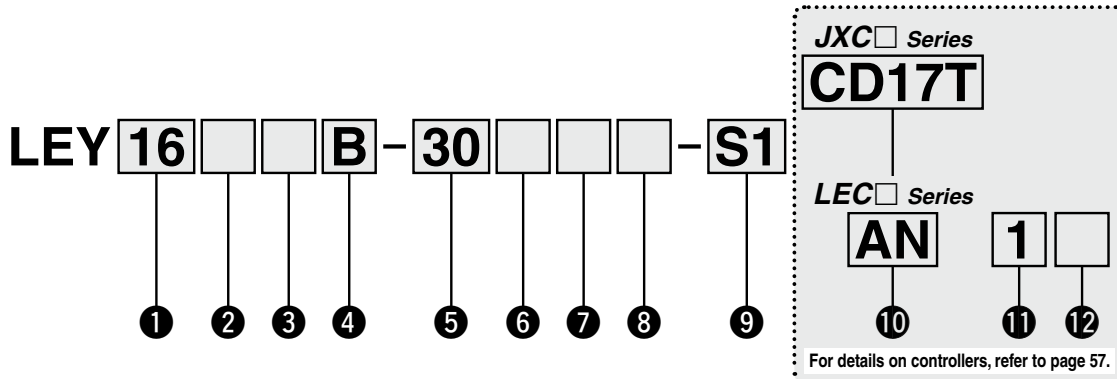 JXC□ Series
CD17T
LEY 16 □ □ B - 30 □ □ □ - S1
LEC□ Series
AN 1 □
❶ ❷ ❸ ❹ ❺ ❻ ❼ ❽ ❾ ❿ ⓫ ⓬
For details on controllers, refer to page 57.